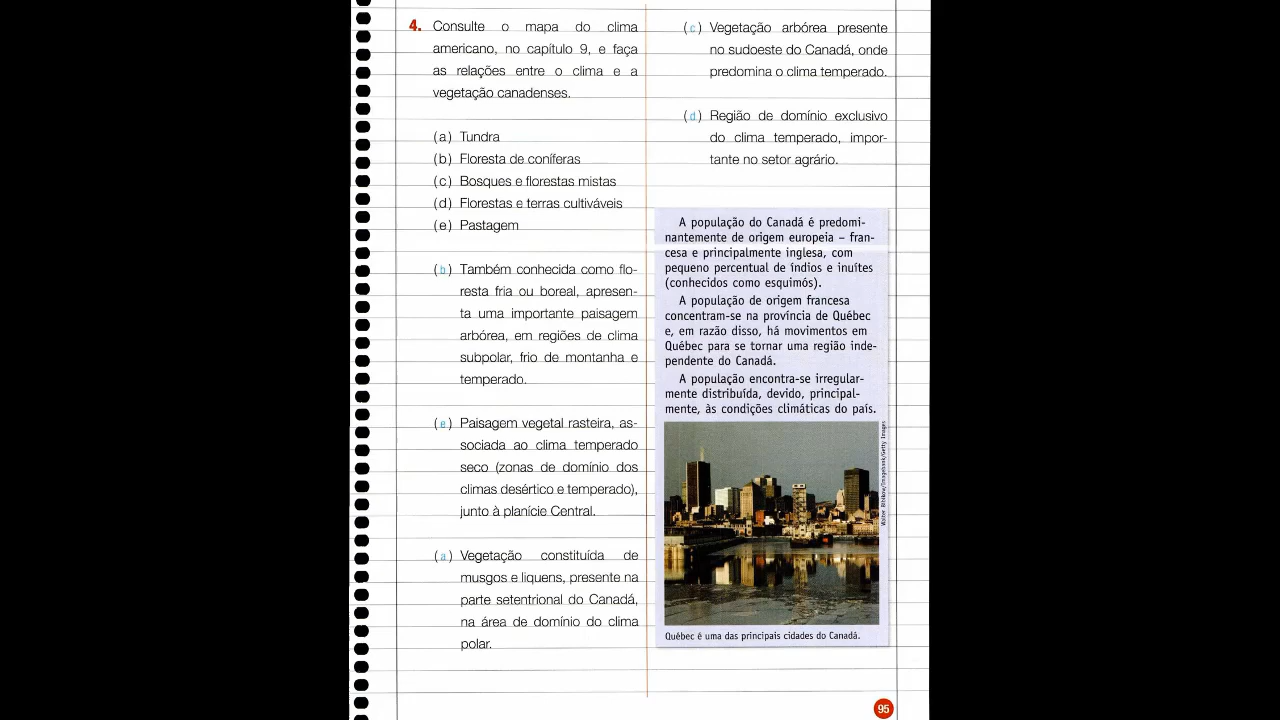 4. Consulte o mapa do clima
americano, no capítulo 9, e faça
as relações entre o clima e a
vegetação canadenses.
(a) Tundra
(b) Floresta de coníferas
(c) Bosques e florestas mistas
(d) Florestas e terras cultiváveis
(e) Pastagem
(b) Também conhecida como flo-
resta fria ou boreal, apresen-
ta uma importante paisagem
arbórea, em regiões de clima
subpolar, frio de montanha e
temperado.
(e) Paisagem vegetal rasteira, as-
sociada ao clima temperado
seco (zonas de domínio dos
climas desértico e temperado),
junto à planície Central.
(a) Vegetação constituída de
musgos e liquens, presente na
parte setentrional do Canadá,
na área de domínio do clima
polar.
(c) Vegetação arbórea presente
no sudoeste do Canadá, onde
predomina o clima temperado.
(d) Região de domínio exclusivo
do clima temperado, impor-
tante no setor agrário.
A população do Canadá é predomi-
nantemente de origem europeia – fran-
cesa e principalmente inglesa, com
pequeno percentual de índios e inuítes
(conhecidos como esquimós).
A população de origem francesa
concentram-se na província de Québec
e, em razão disso, há movimentos em
Québec para se tornar uma região inde-
pendente do Canadá.
A população encontra-se irregular-
mente distribuída, devido, principal-
mente, às condições climáticas do país.
Walter Bibikow/Imagebank/Getty Images
Québec é uma das principais cidades do Canadá.
95